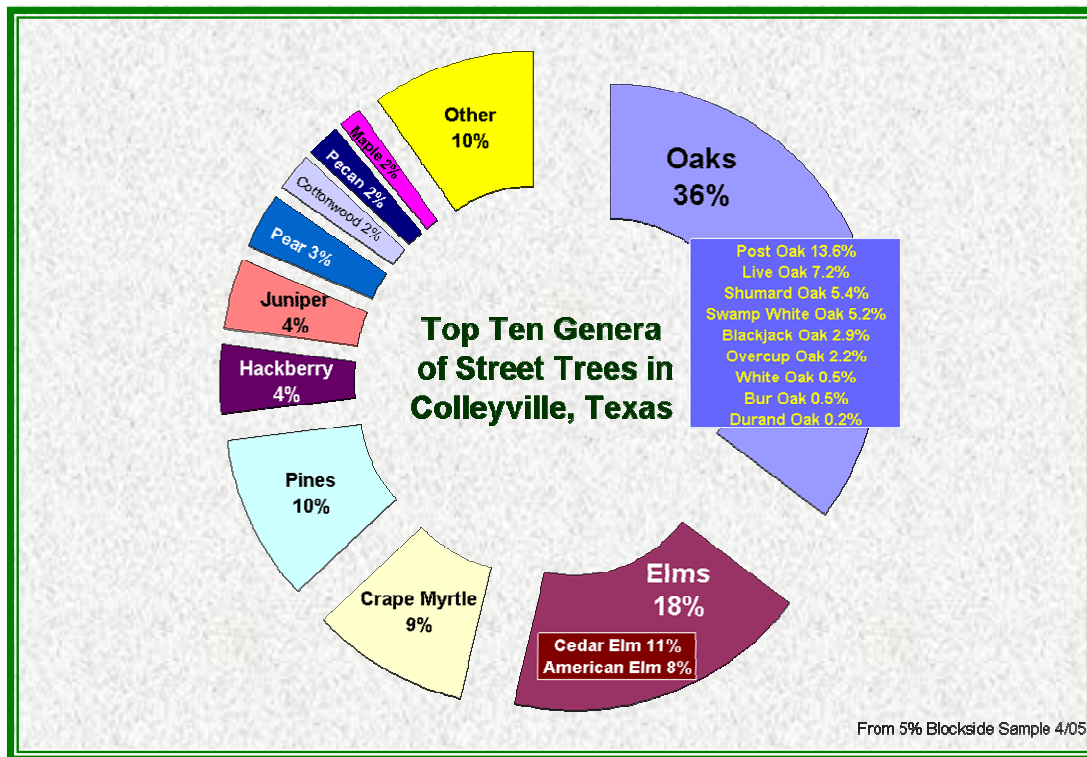 Other
10%
Maple 2%
Pecan 2%
Cottonwood 2%
Pear 3%
Juniper
4%
Hackberry
4%
Pines
10%
Crape Myrtle
9%
Elms
18%
Cedar Elm 11%
American Elm 8%
Oaks
36%
Post Oak 13.6%
Live Oak 7.2%
Shumard Oak 5.4%
Swamp White Oak 5.2%
Blackjack Oak 2.9%
Overcup Oak 2.2%
White Oak 0.5%
Bur Oak 0.5%
Durand Oak 0.2%
Top Ten Genera
of Street Trees in
Colleyville, Texas
From 5% Blockside Sample 4/05